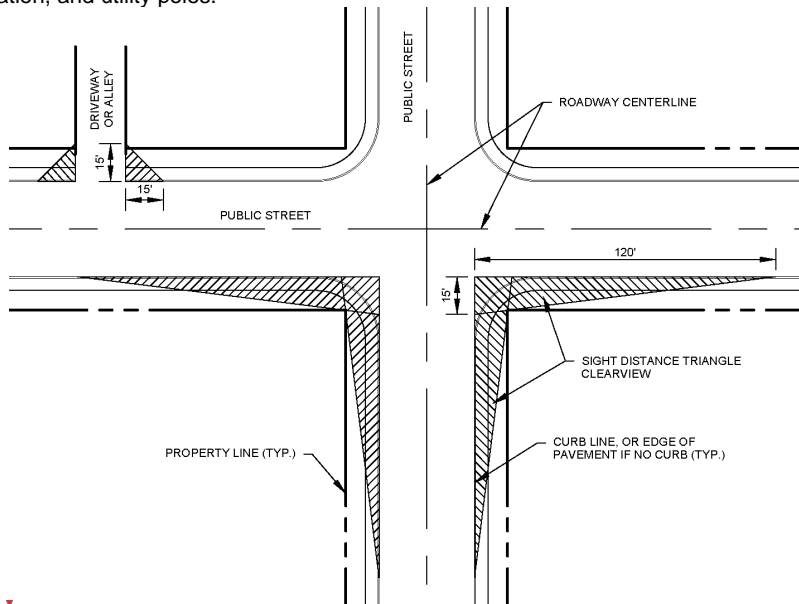 ation, and utility poles.
DRIVEWAY
OR ALLEY
PUBLIC STREET
ROADWAY CENTERLINE
15'
15'
PUBLIC STREET
120'
15'
SIGHT DISTANCE TRIANGLE
CLEARVIEW
PROPERTY LINE (TYP.)
CURB LINE, OR EDGE OF
PAVEMENT IF NO CURB (TYP.)